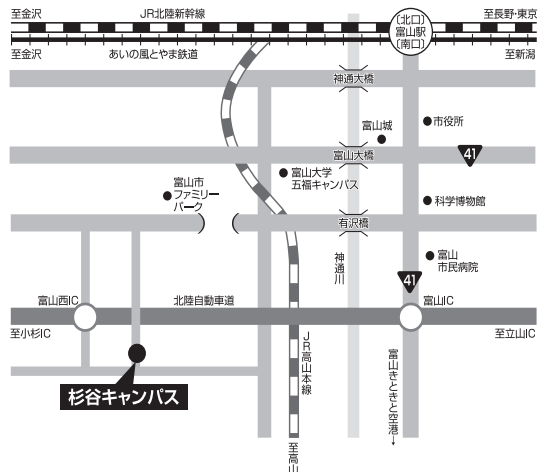 至金沢
JR北陸新幹線
〔北口〕
富山駅
〔南口〕
至長野・東京
至金沢
あいの風とやま鉄道
至新潟
神通大橋
富山城
市役所
富山大橋
41
富山大学
五福キャンパス
富山市
ファミリー
パーク
科学博物館
有沢橋
神通川
富山
市民病院
41
富山西IC
北陸自動車道
富山IC
至小杉IC
至立山IC
JR高山本線
富山きときと空港→
杉谷キャンパス
至高山